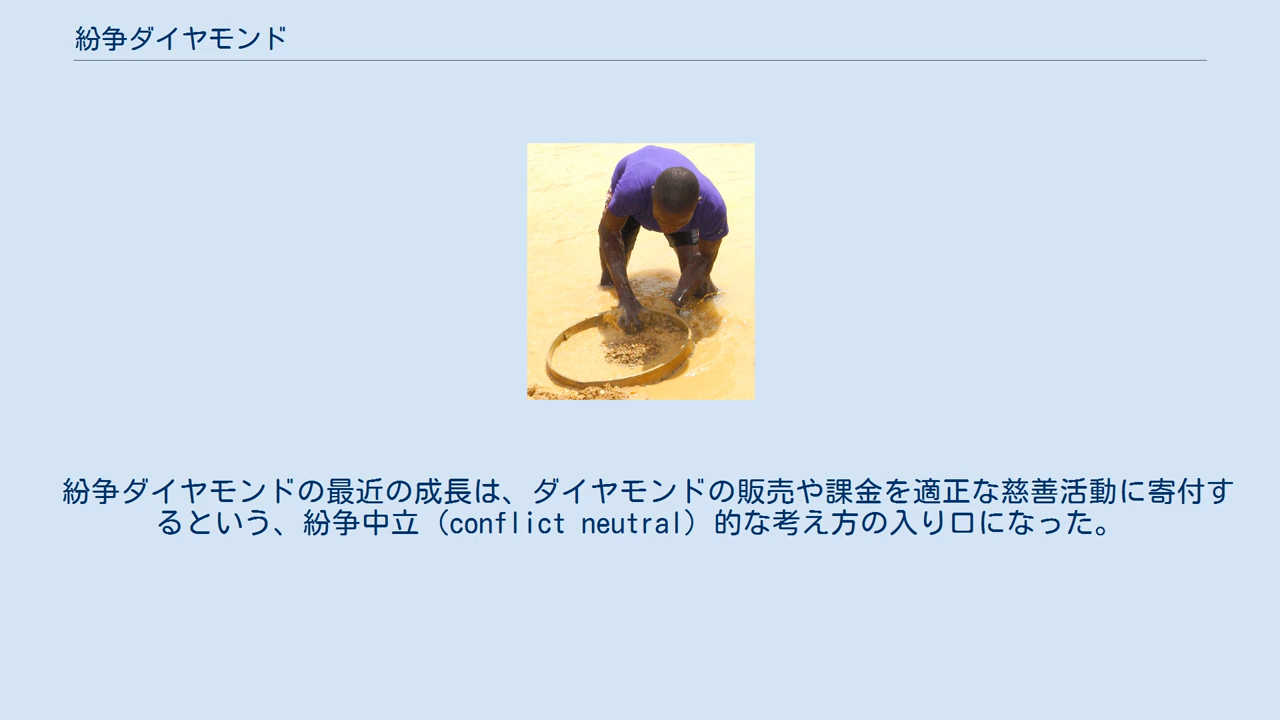 紛争ダイヤモンド
紛争ダイヤモンドの最近の成長は、ダイヤモンドの販売や課金を適正な慈善活動に寄付す
るという、紛争中立（conflict neutral）的な考え方の入り口になった。